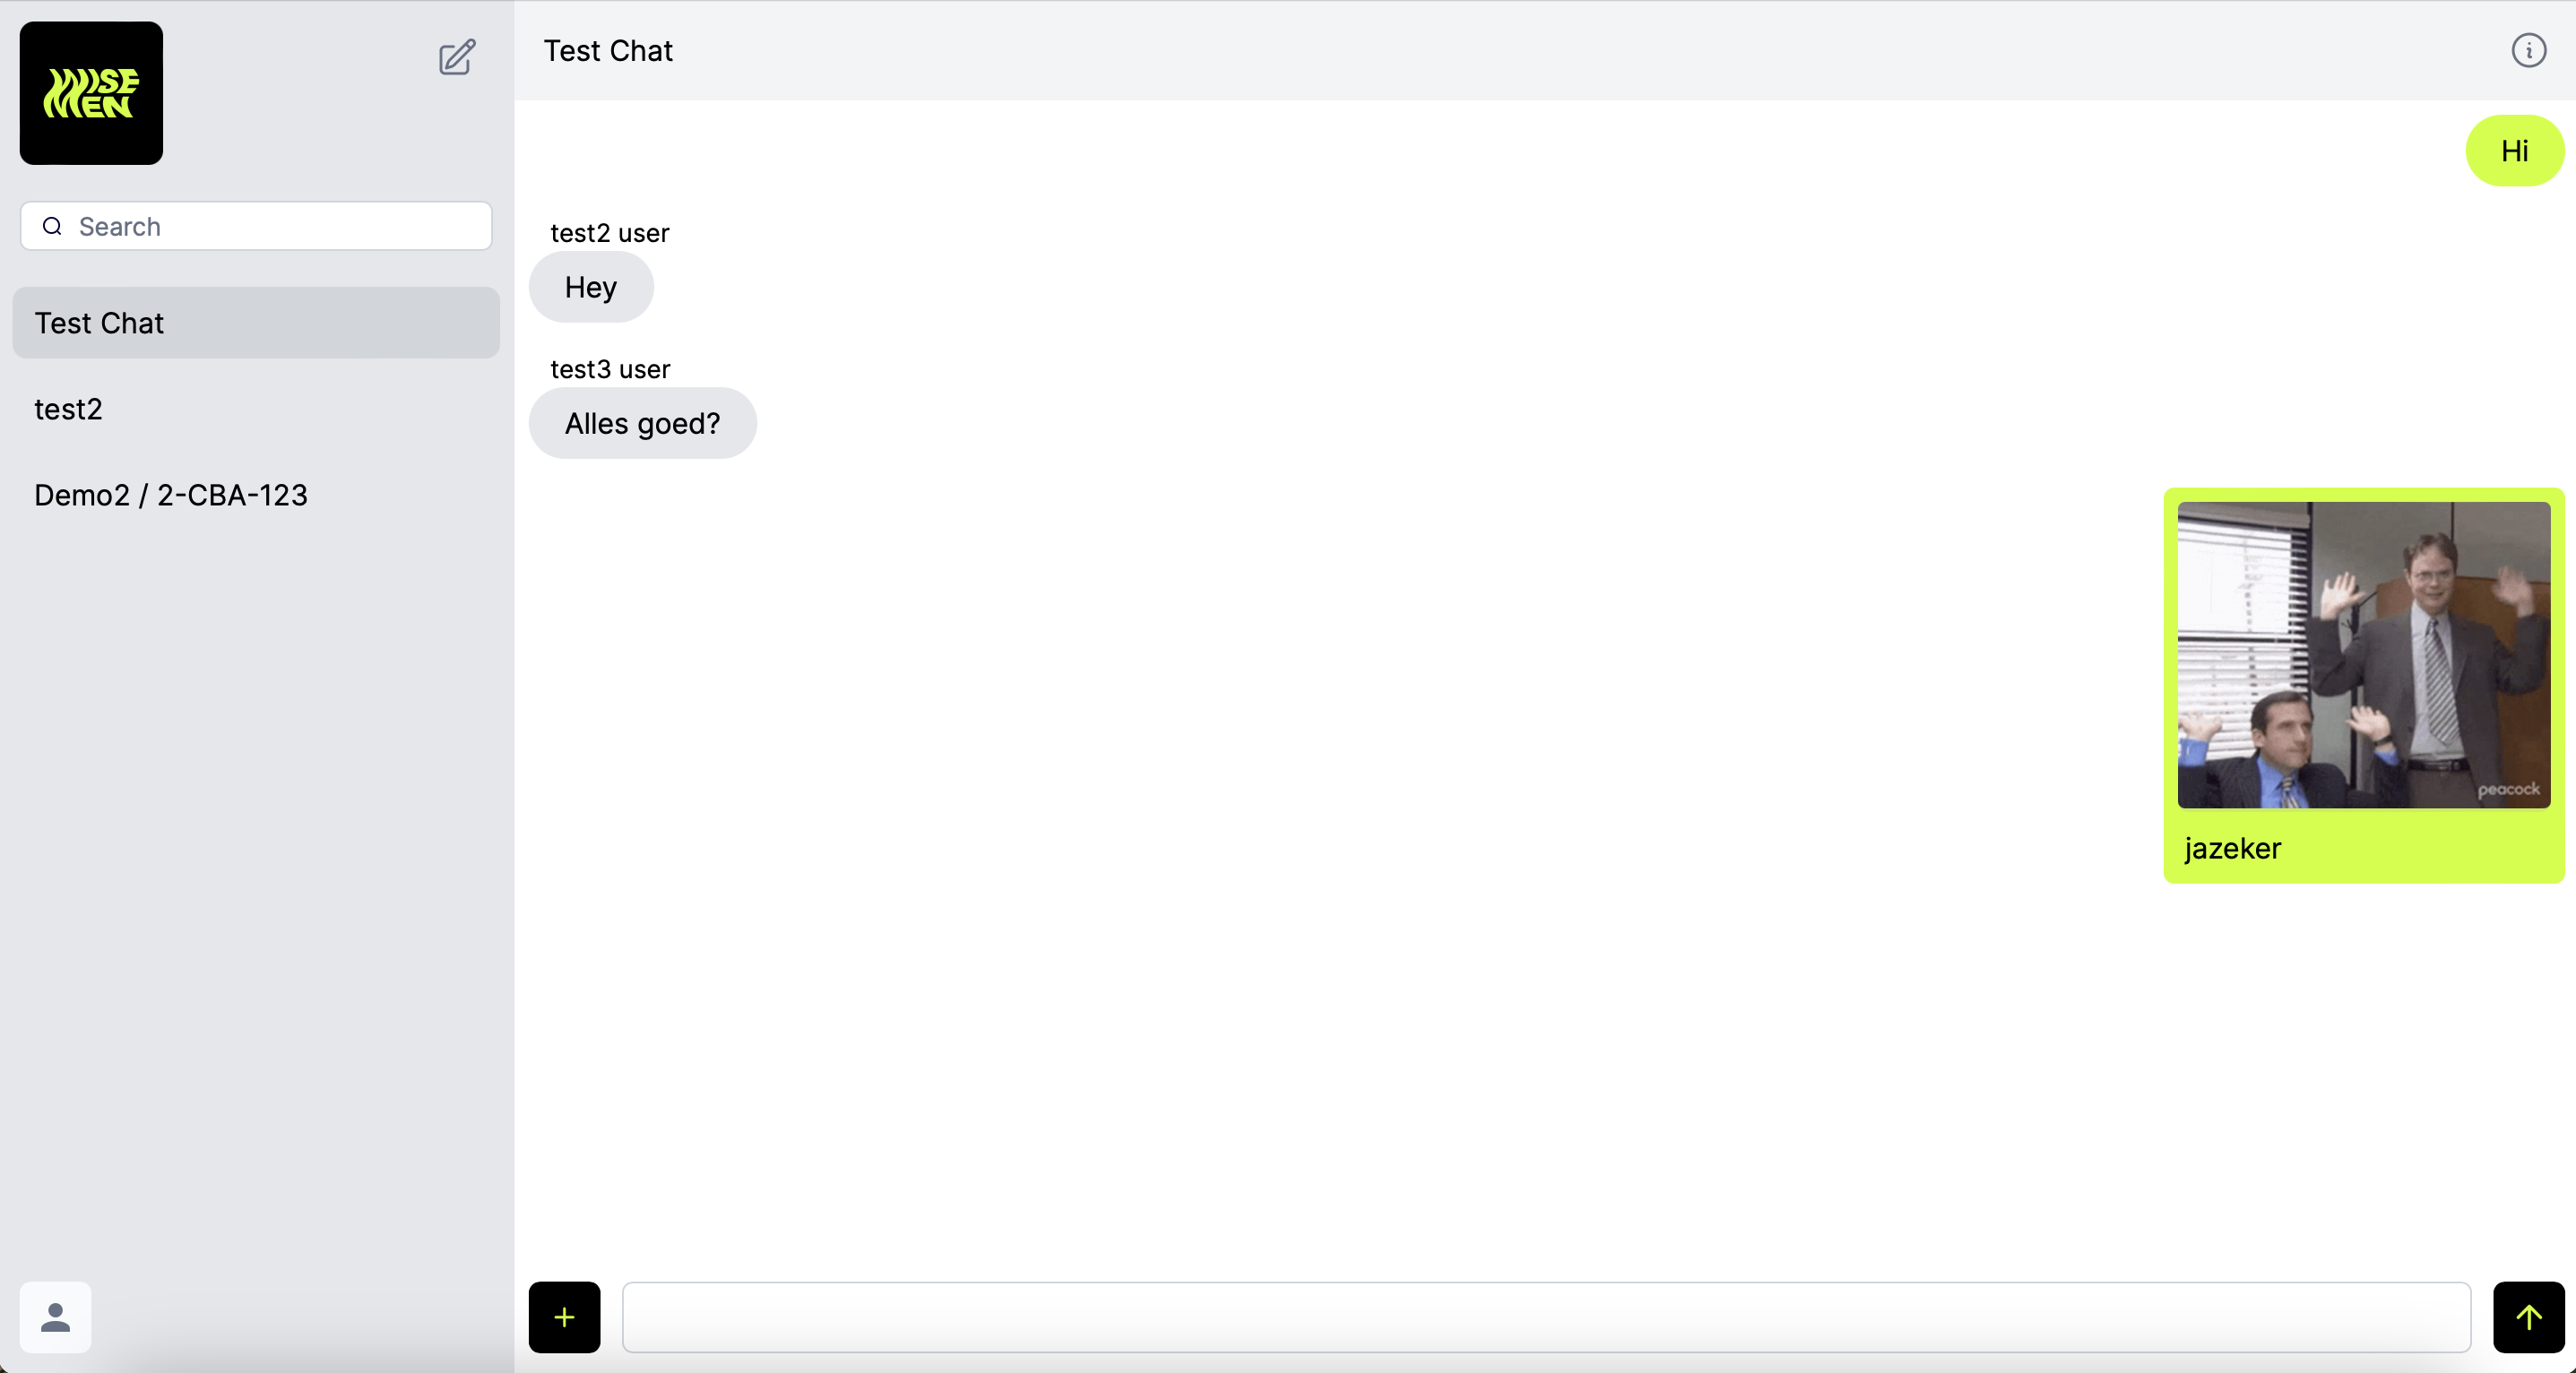 WISE
MEN
Search
Test Chat
test2
Demo2 / 2-CBA-123
Test Chat
Hi
test2 user
Hey
test3 user
Alles goed?
peacock
jazeker